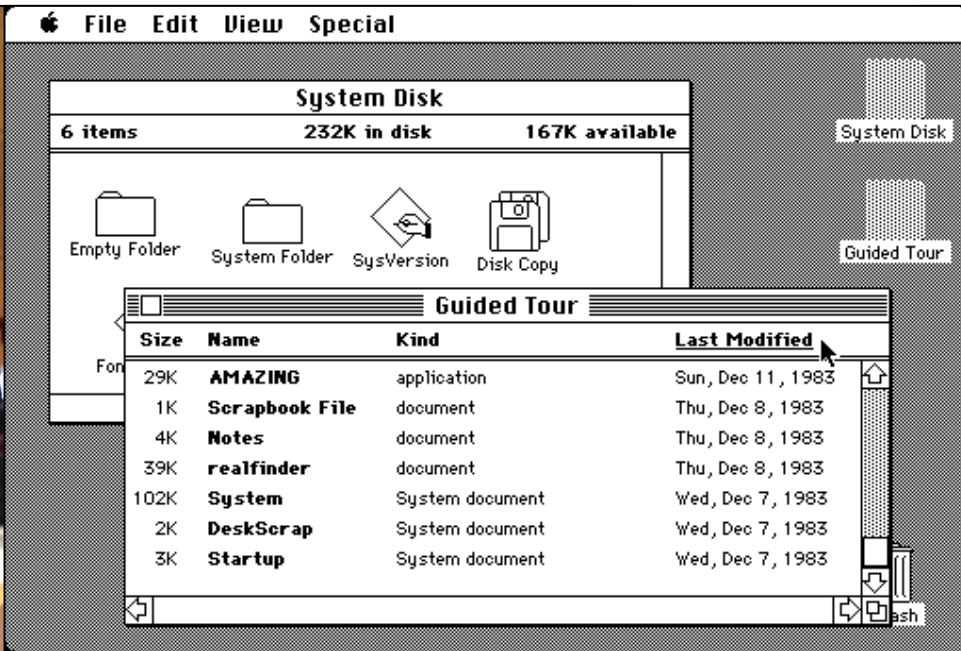 File Edit View Special
System Disk
6 items 232K in disk 167K available
System Disk
Empty Folder System Folder SysVersion Disk Copy
Guided Tour
Guided Tour
Size Name Kind Last Modified
Fon
29K AMAZING application Sun, Dec 11, 1983
1K Scrapbook File document Thu, Dec 8, 1983
4K Notes document Thu, Dec 8, 1983
39K realfinder document Thu, Dec 8, 1983
102K System System document Wed, Dec 7, 1983
2K DeskScrap System document Wed, Dec 7, 1983
3K Startup System document Wed, Dec 7, 1983
ash